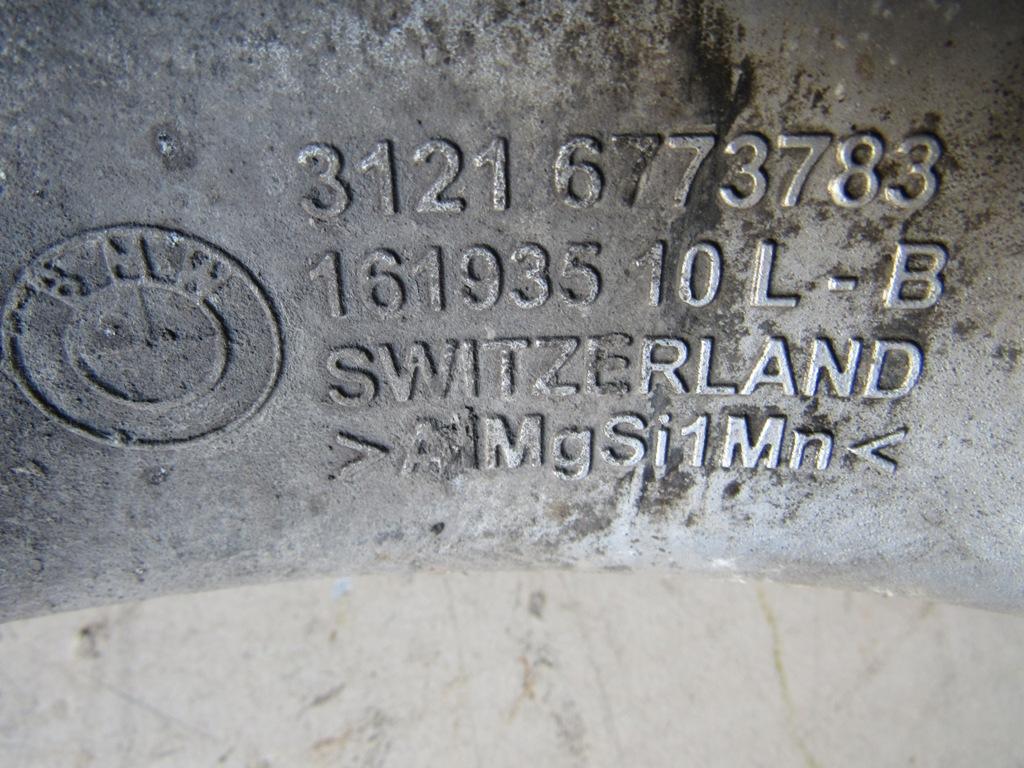 3121 6773783
161935 10 L - B
SWITZERLAND
>AlMgSi1Mn<